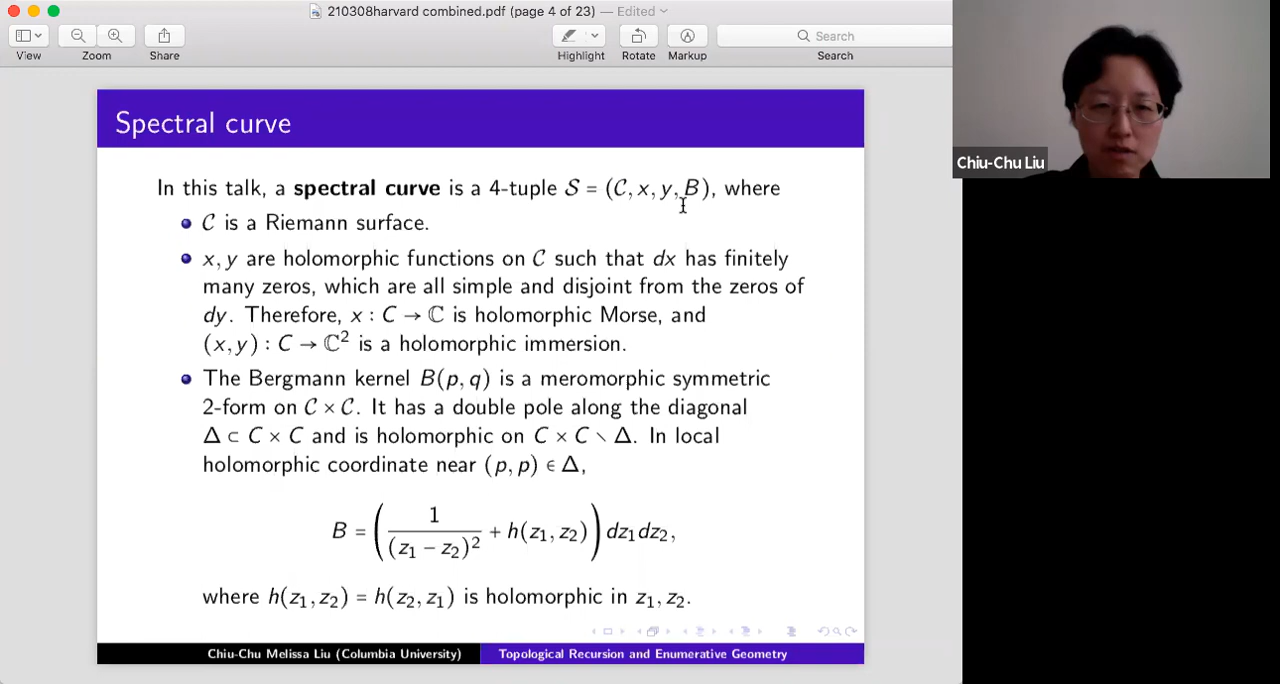 210308harvard combined.pdf (page 4 of 23) — Edited
View
Zoom
Share
Highlight
Rotate
Markup
Search
Search
Chiu-Chu Liu
Spectral curve
In this talk, a spectral curve is a 4-tuple S = (C, x, y, B), where
C is a Riemann surface.
x, y are holomorphic functions on C such that dx has finitely
many zeros, which are all simple and disjoint from the zeros of
dy. Therefore, x : C → ℂ is holomorphic Morse, and
(x, y) : C → ℂ² is a holomorphic immersion.
The Bergmann kernel B(p, q) is a meromorphic symmetric
2-form on C × C. It has a double pole along the diagonal
Δ ⊂ C × C and is holomorphic on C × C ∖ Δ. In local
holomorphic coordinate near (p, p) ∈ Δ,
B = ( 1 / (z₁ − z₂)² + h(z₁, z₂) ) dz₁dz₂,
where h(z₁, z₂) = h(z₂, z₁) is holomorphic in z₁, z₂.
Chiu-Chu Melissa Liu (Columbia University)
Topological Recursion and Enumerative Geometry